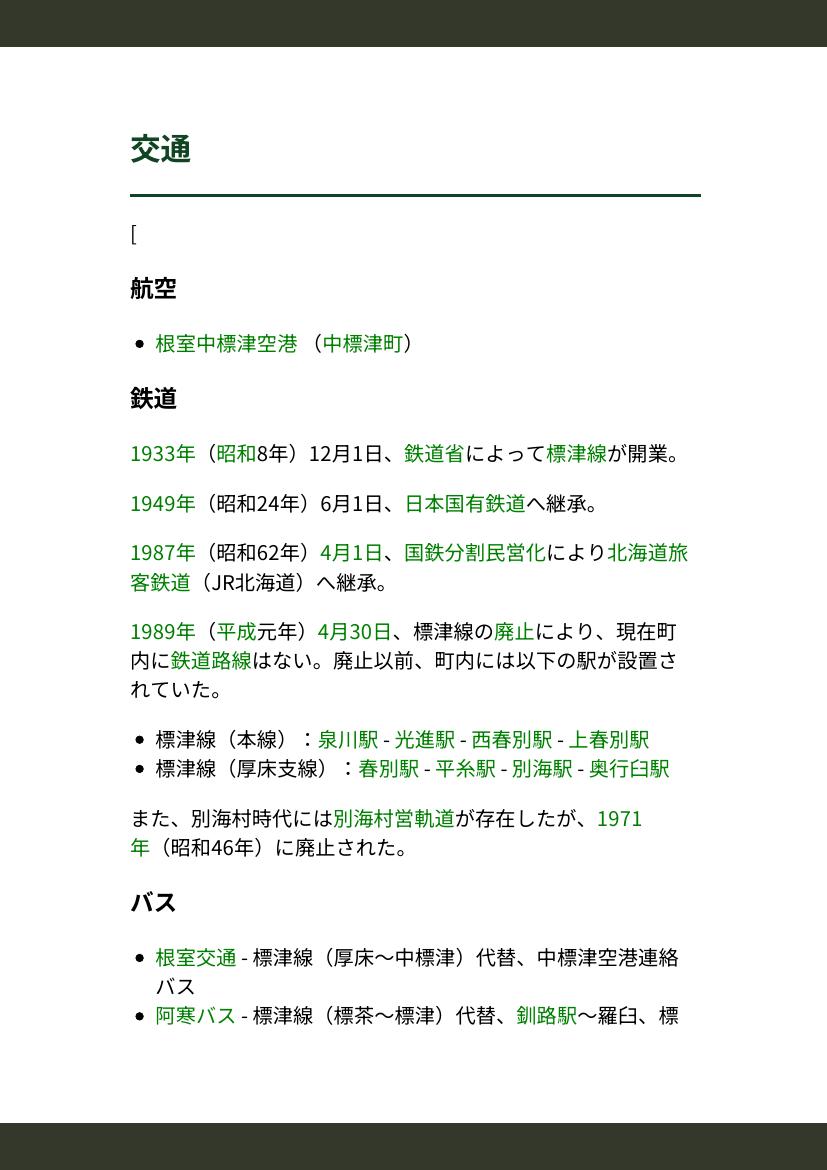 交通
[
航空
• 根室中標津空港 （中標津町）
鉄道
1933年（昭和8年）12月1日、鉄道省によって標津線が開業。
1949年（昭和24年）6月1日、日本国有鉄道へ継承。
1987年（昭和62年）4月1日、国鉄分割民営化により北海道旅
客鉄道（JR北海道）へ継承。
1989年（平成元年）4月30日、標津線の廃止により、現在町
内に鉄道路線はない。廃止以前、町内には以下の駅が設置さ
れていた。
• 標津線（本線）：泉川駅 - 光進駅 - 西春別駅 - 上春別駅
• 標津線（厚床支線）：春別駅 - 平糸駅 - 別海駅 - 奥行臼駅
また、別海村時代には別海村営軌道が存在したが、1971
年（昭和46年）に廃止された。
バス
• 根室交通 - 標津線（厚床〜中標津）代替、中標津空港連絡
バス
• 阿寒バス - 標津線（標茶〜標津）代替、釧路駅〜羅臼、標